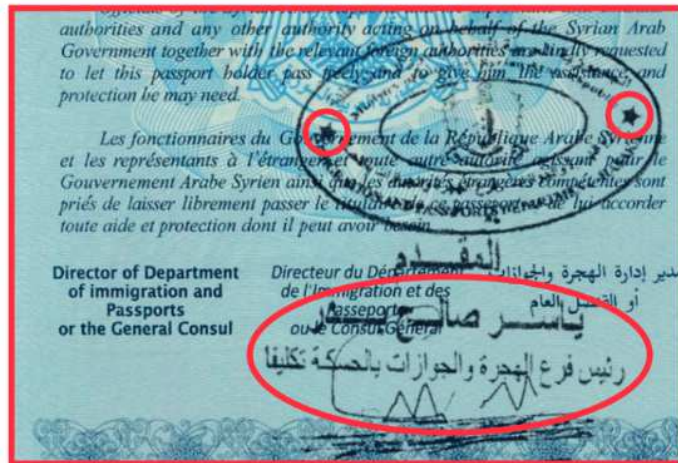 authorities and any other authority acting on behalf of the Syrian Arab
Government together with the relevant foreign authorities are kindly requested
to let this passport holder pass freely and to give him the assistance and
protection he may need.
Les fonctionnaires du Gouvernement de la République Arabe Syrienne
et les représentants à l'étranger et toute autre autorité agissant pour le
Gouvernement Arabe Syrien ainsi que les autorités étrangères compétentes sont
priés de laisser librement passer le titulaire de ce passeport et de lui accorder
toute aide et protection dont il peut avoir besoin.
IMMIGRATION AND PASSPORTS DEPARTMENT
المقدم
Director of Department
of immigration and
Passports
or the General Consul
Directeur du Département
de l'Immigration et des
Passeports
ou le Consul Général
مدير إدارة الهجرة والجوازات
أو القنصل العام
ياسر صالح
رئيس فرع الهجرة والجوازات بالحسكة تكليفا